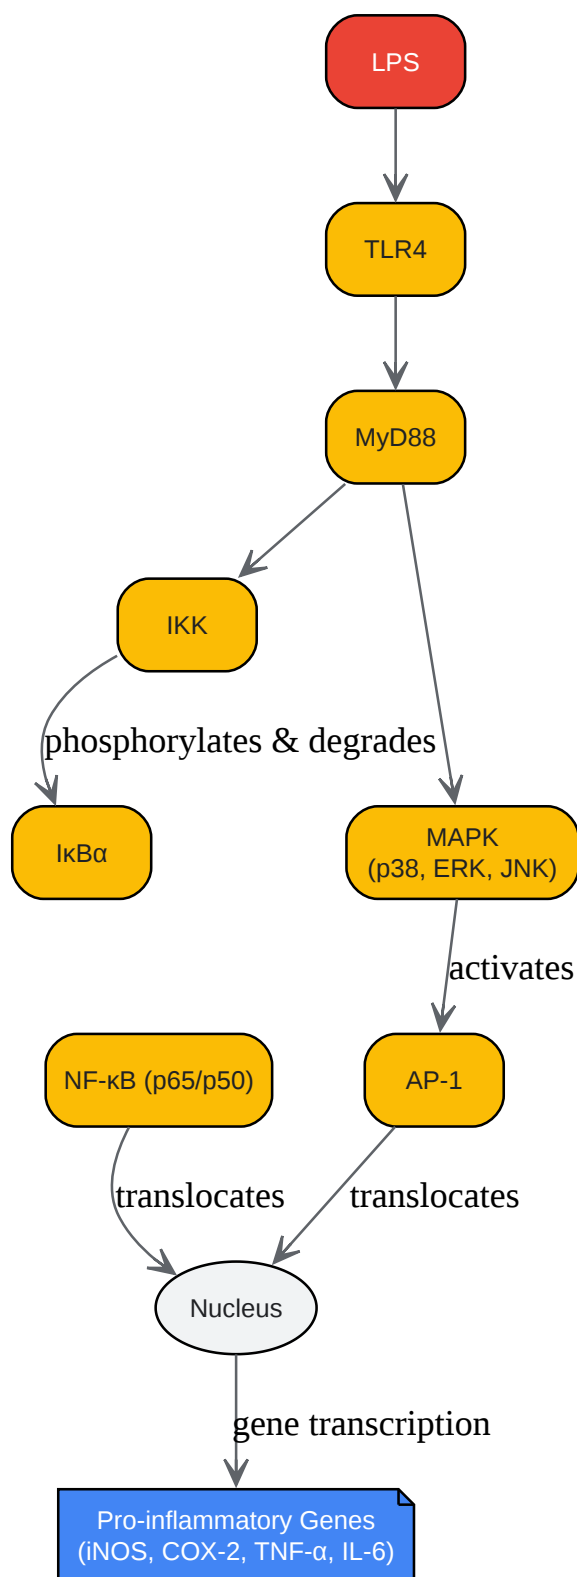 LPS
TLR4
MyD88
IKK
phosphorylates & degrades
IκBα
MAPK
(p38, ERK, JNK)
activates
NF-κB (p65/p50)
AP-1
translocates
translocates
Nucleus
gene transcription
Pro-inflammatory Genes
(iNOS, COX-2, TNF-α, IL-6)